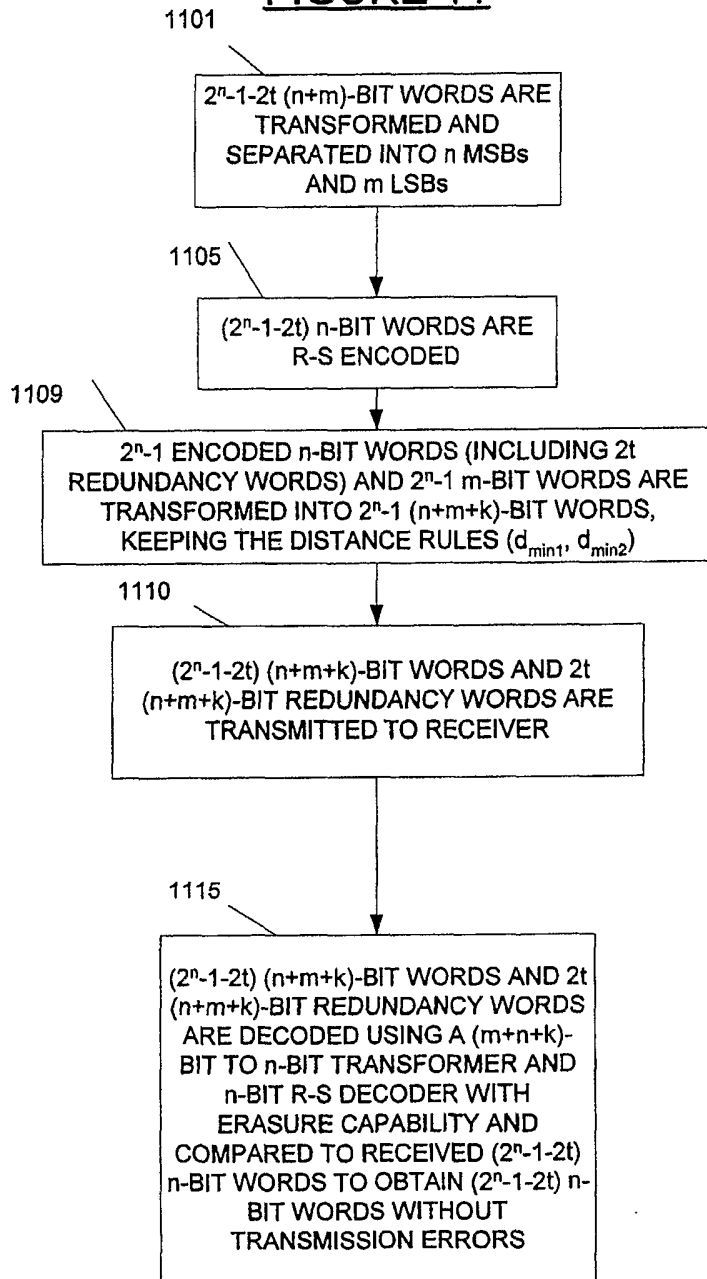 1101
2ⁿ-1-2t (n+m)-BIT WORDS ARE
TRANSFORMED AND
SEPARATED INTO n MSBs
AND m LSBs
1105
(2ⁿ-1-2t) n-BIT WORDS ARE
R-S ENCODED
1109
2ⁿ-1 ENCODED n-BIT WORDS (INCLUDING 2t
REDUNDANCY WORDS) AND 2ⁿ-1 m-BIT WORDS ARE
TRANSFORMED INTO 2ⁿ-1 (n+m+k)-BIT WORDS,
KEEPING THE DISTANCE RULES (d_min1, d_min2)
1110
(2ⁿ-1-2t) (n+m+k)-BIT WORDS AND 2t
(n+m+k)-BIT REDUNDANCY WORDS ARE
TRANSMITTED TO RECEIVER
1115
(2ⁿ-1-2t) (n+m+k)-BIT WORDS AND 2t
(n+m+k)-BIT REDUNDANCY WORDS
ARE DECODED USING A (m+n+k)-
BIT TO n-BIT TRANSFORMER AND
n-BIT R-S DECODER WITH
ERASURE CAPABILITY AND
COMPARED TO RECEIVED (2ⁿ-1-2t)
n-BIT WORDS TO OBTAIN (2ⁿ-1-2t) n-
BIT WORDS WITHOUT
TRANSMISSION ERRORS